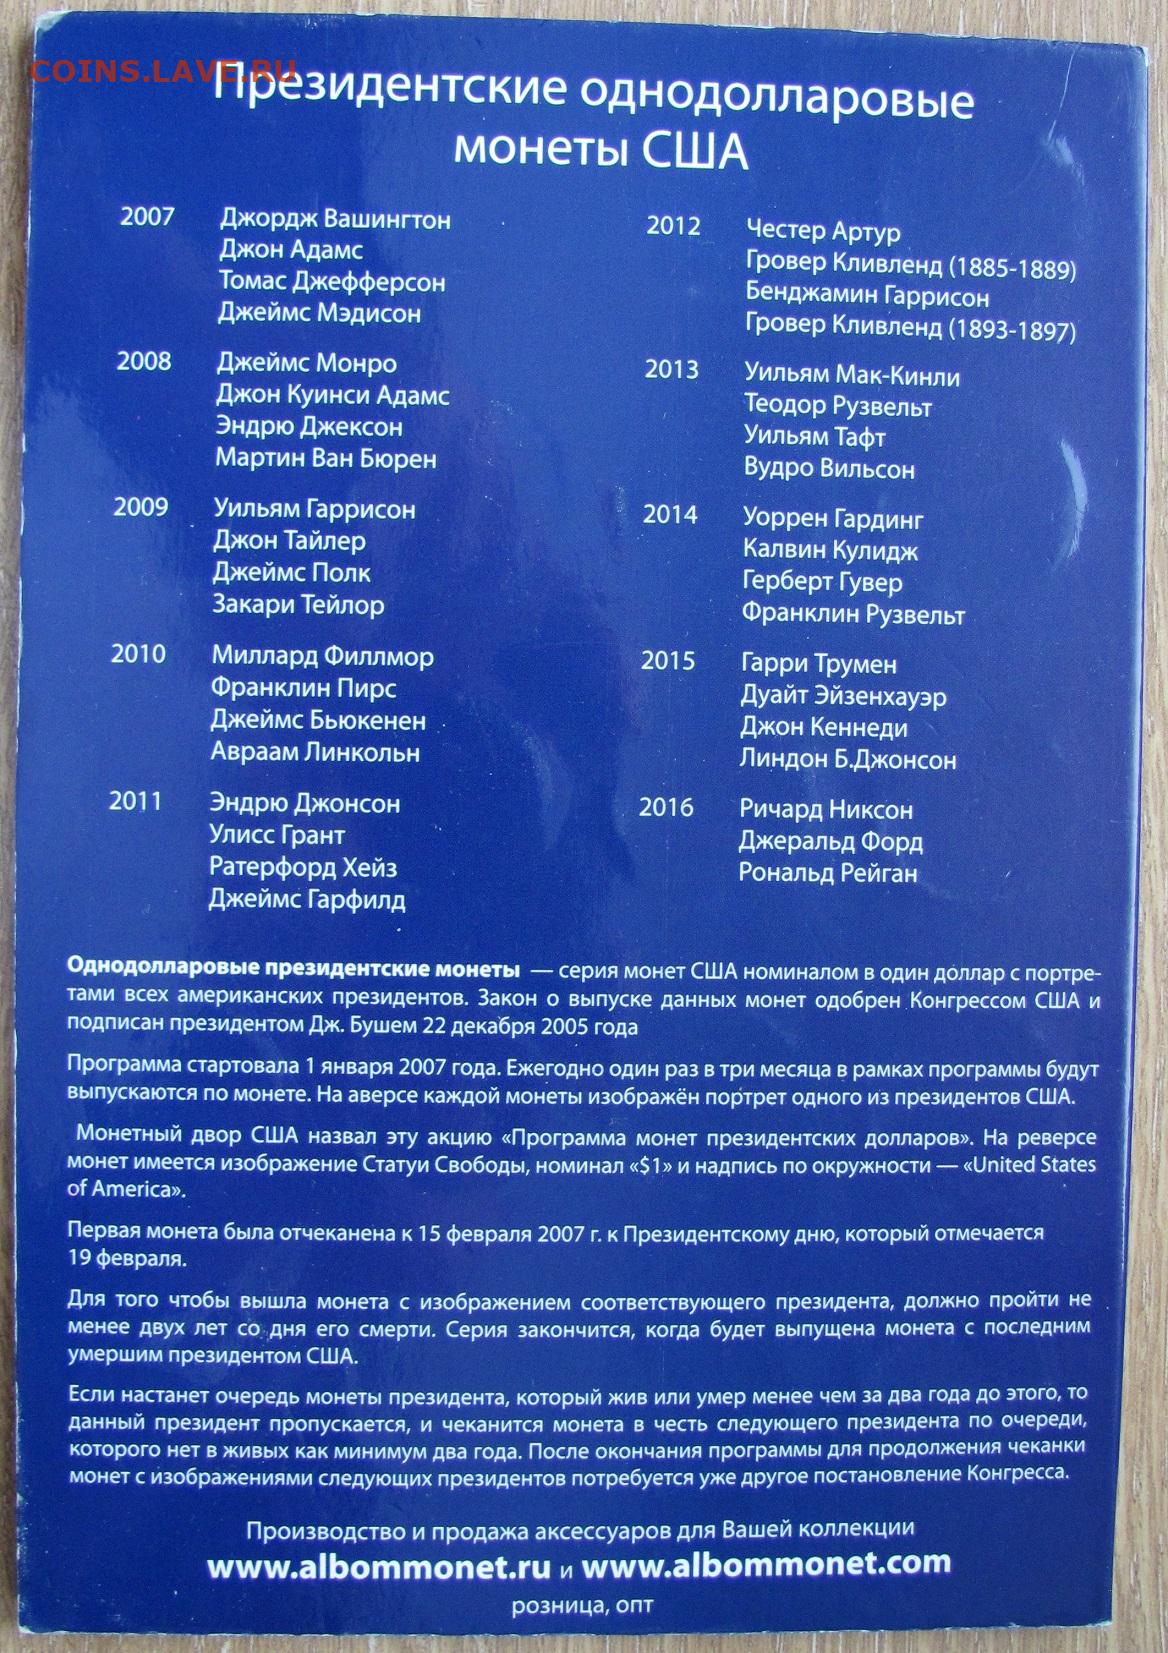 COINS.LAVE.RU
Президентские однодолларовые
монеты США
2007 Джордж Вашингтон
Джон Адамс
Томас Джефферсон
Джеймс Мэдисон
2008 Джеймс Монро
Джон Куинси Адамс
Эндрю Джексон
Мартин Ван Бюрен
2009 Уильям Гаррисон
Джон Тайлер
Джеймс Полк
Закари Тейлор
2010 Миллард Филлмор
Франклин Пирс
Джеймс Бьюкенен
Авраам Линкольн
2011 Эндрю Джонсон
Улисс Грант
Ратерфорд Хейз
Джеймс Гарфилд
2012 Честер Артур
Гровер Кливленд (1885-1889)
Бенджамин Гаррисон
Гровер Кливленд (1893-1897)
2013 Уильям Мак-Кинли
Теодор Рузвельт
Уильям Тафт
Вудро Вильсон
2014 Уоррен Гардинг
Калвин Кулидж
Герберт Гувер
Франклин Рузвельт
2015 Гарри Трумен
Дуайт Эйзенхауэр
Джон Кеннеди
Линдон Б.Джонсон
2016 Ричард Никсон
Джеральд Форд
Рональд Рейган
Однодолларовые президентские монеты — серия монет США номиналом в один доллар с портре-
тами всех американских президентов. Закон о выпуске данных монет одобрен Конгрессом США и
подписан президентом Дж. Бушем 22 декабря 2005 года
Программа стартовала 1 января 2007 года. Ежегодно один раз в три месяца в рамках программы будут
выпускаются по монете. На аверсе каждой монеты изображён портрет одного из президентов США.
Монетный двор США назвал эту акцию «Программа монет президентских долларов». На реверсе
монет имеется изображение Статуи Свободы, номинал «$1» и надпись по окружности — «United States
of America».
Первая монета была отчеканена к 15 февраля 2007 г. к Президентскому дню, который отмечается
19 февраля.
Для того чтобы вышла монета с изображением соответствующего президента, должно пройти не
менее двух лет со дня его смерти. Серия закончится, когда будет выпущена монета с последним
умершим президентом США.
Если настанет очередь монеты президента, который жив или умер менее чем за два года до этого, то
данный президент пропускается, и чеканится монета в честь следующего президента по очереди,
которого нет в живых как минимум два года. После окончания программы для продолжения чеканки
монет с изображениями следующих президентов потребуется уже другое постановление Конгресса.
Производство и продажа аксессуаров для Вашей коллекции
www.albommonet.ru и www.albommonet.com
розница, опт